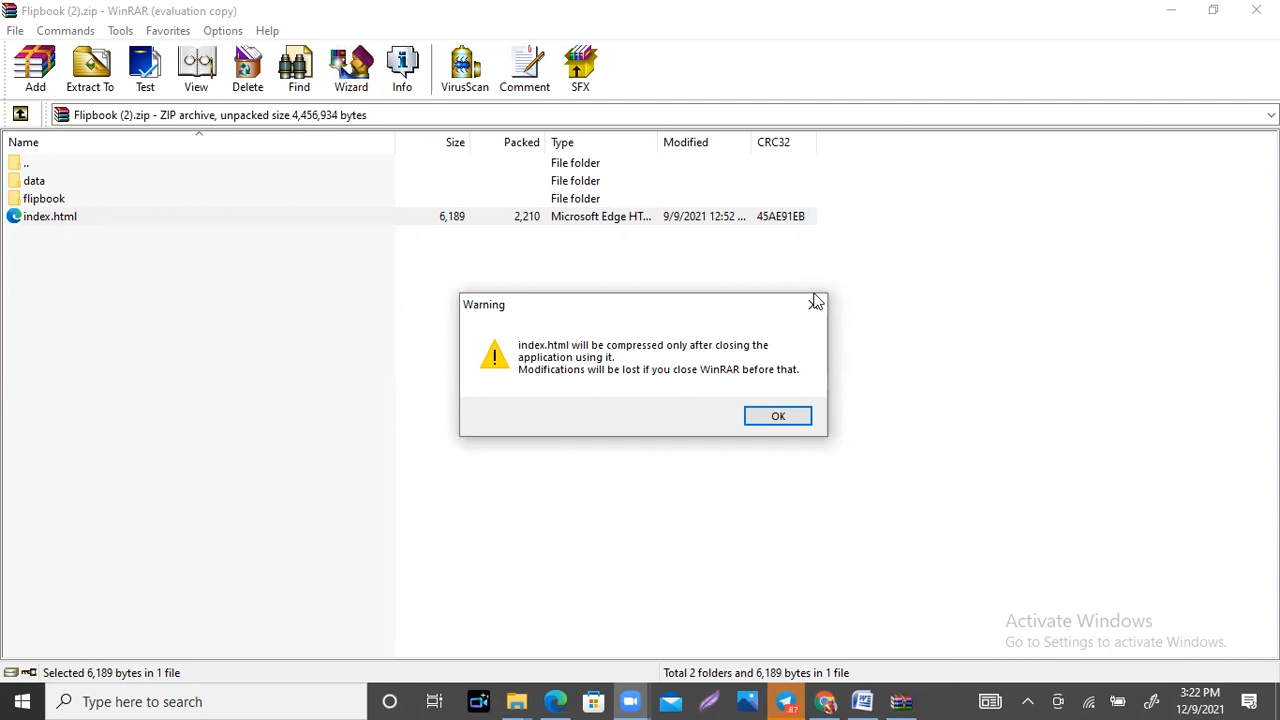 Flipbook (2).zip - WinRAR (evaluation copy)
File Commands Tools Favorites Options Help
Add Extract To Test View Delete Find Wizard Info VirusScan Comment SFX
Flipbook (2).zip - ZIP archive, unpacked size 4,456,934 bytes
Name Size Packed Type Modified CRC32
.. File folder
data File folder
flipbook File folder
index.html 6,189 2,210 Microsoft Edge HT... 9/9/2021 12:52 ... 45AE91EB
Warning
index.html will be compressed only after closing the
application using it.
Modifications will be lost if you close WinRAR before that.
OK
Activate Windows
Go to Settings to activate Windows.
Selected 6,189 bytes in 1 file Total 2 folders and 6,189 bytes in 1 file
Type here to search
87
3:22 PM
12/9/2021